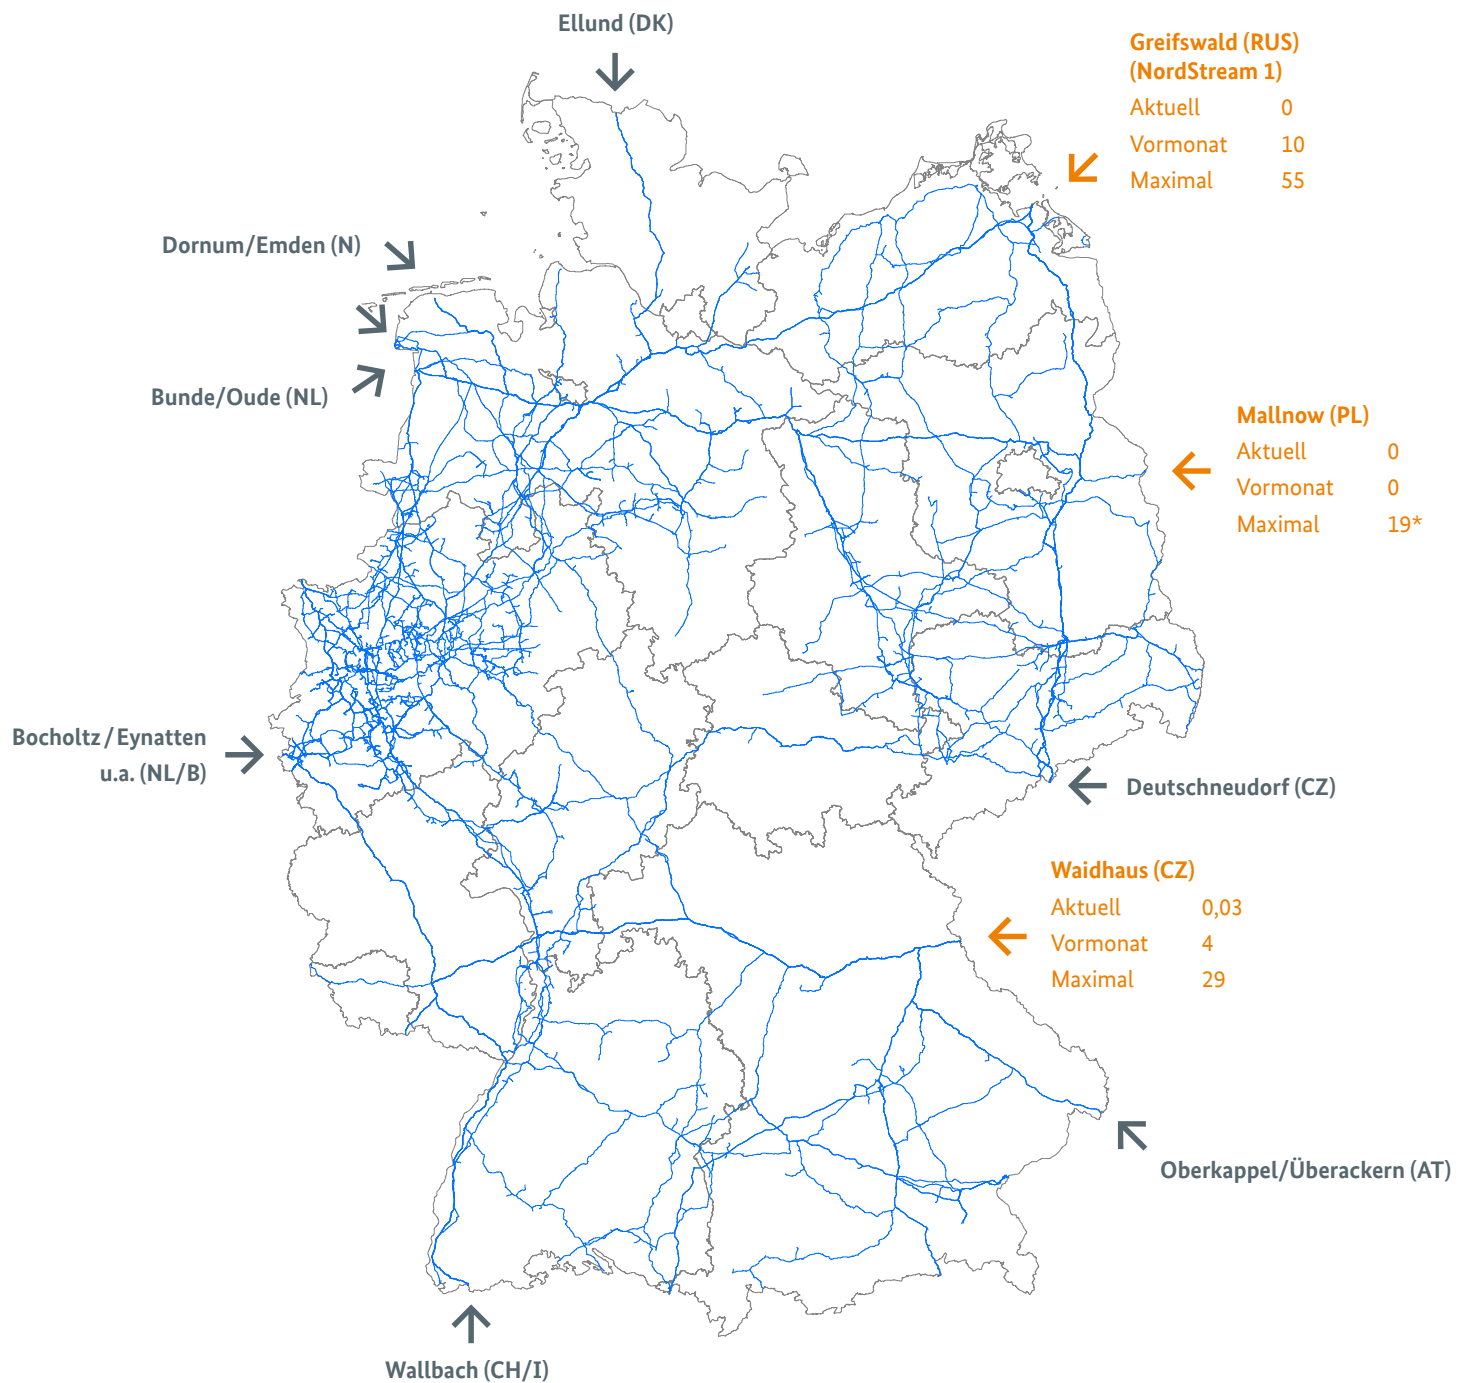 Ellund (DK)
Greifswald (RUS)
(NordStream 1)
Aktuell 0
Vormonat 10
Maximal 55
Dornum/Emden (N)
Bunde/Oude (NL)
Mallnow (PL)
Aktuell 0
Vormonat 0
Maximal 19*
Bocholtz / Eynatten
u.a. (NL/B)
Deutschneudorf (CZ)
Waidhaus (CZ)
Aktuell 0,03
Vormonat 4
Maximal 29
Oberkappel/Überackern (AT)
Wallbach (CH/I)